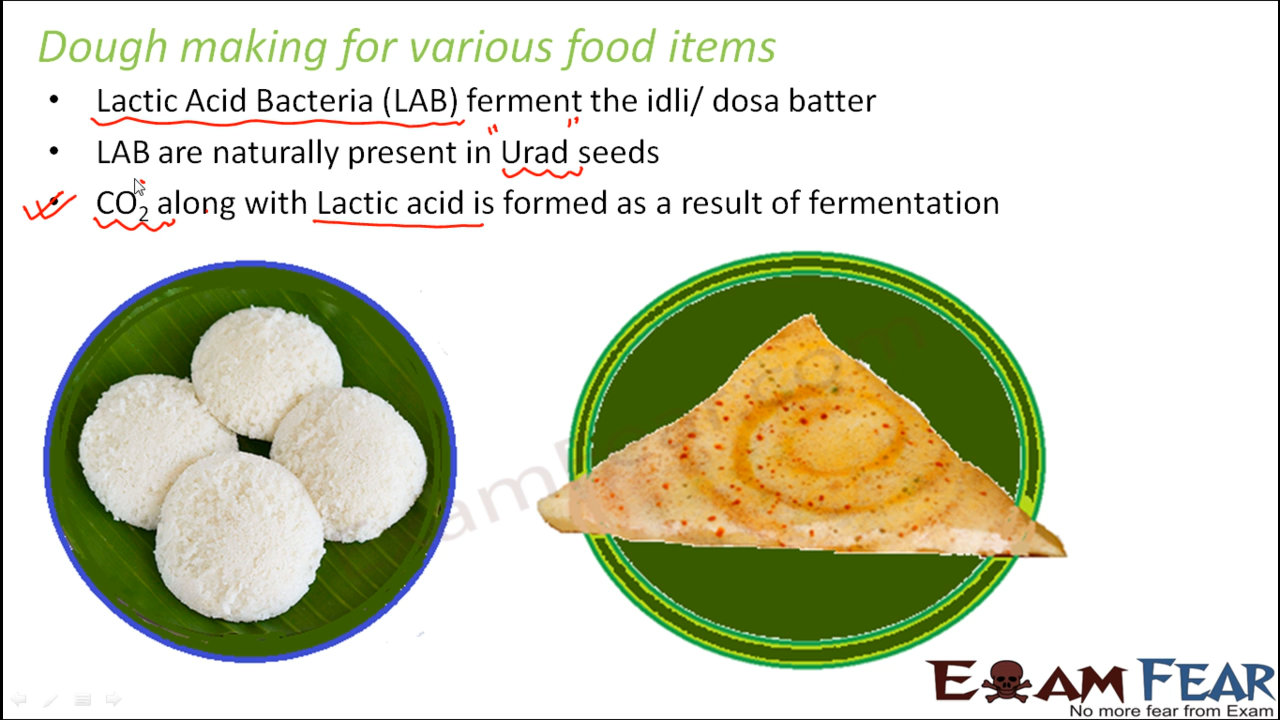 Dough making for various food items
• Lactic Acid Bacteria (LAB) ferment the idli/ dosa batter
• LAB are naturally present in Urad seeds
• CO₂ along with Lactic acid is formed as a result of fermentation
EXAM FEAR
No more fear from Exam